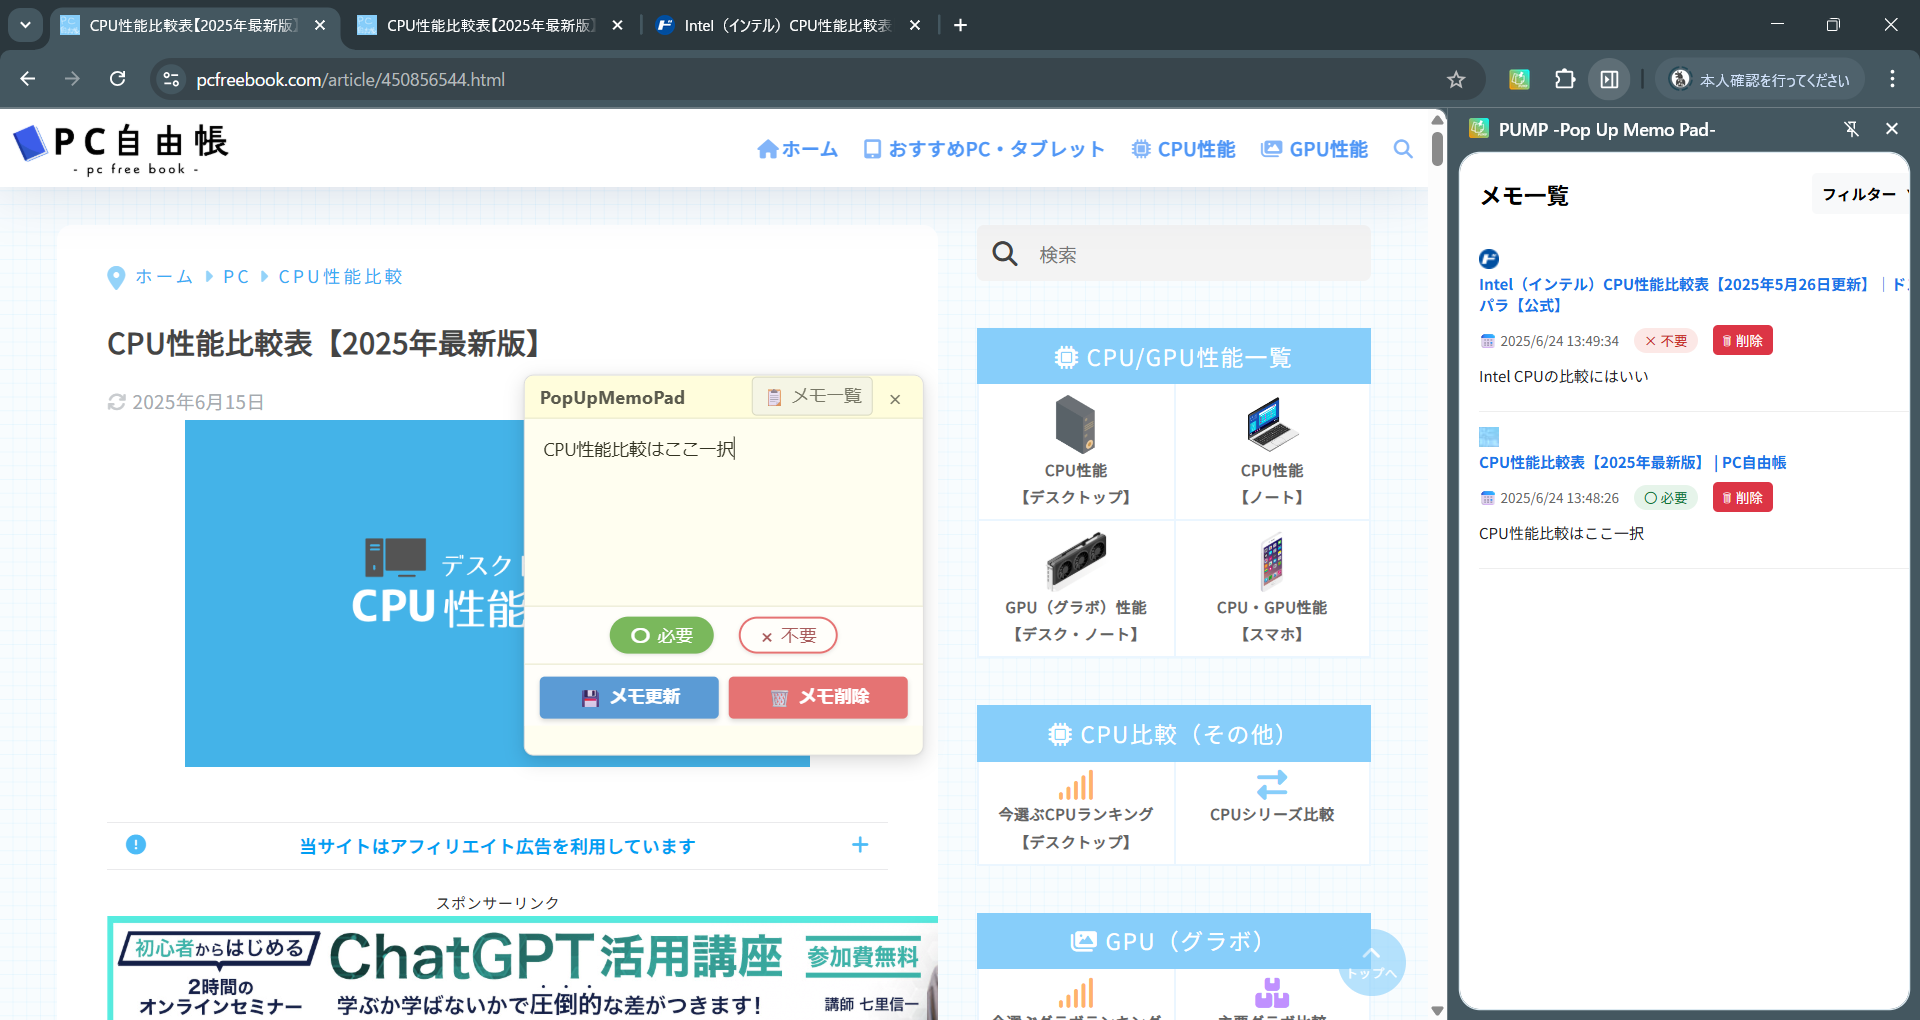 CPU性能比較表【2025年最新版】
CPU性能比較表【2025年最新版】
Intel（インテル）CPU性能比較表
pcfreebook.com/article/450856544.html
本人確認を行ってください
PC自由帳
- pc free book -
ホーム
おすすめPC・タブレット
CPU性能
GPU性能
ホーム PC CPU性能比較
CPU性能比較表【2025年最新版】
2025年6月15日
デスクト
CPU性能
PopUpMemoPad
メモ一覧
×
CPU性能比較はここ一択
必要
× 不要
メモ更新
メモ削除
当サイトはアフィリエイト広告を利用しています
スポンサーリンク
初心者からはじめる
2時間の
オンラインセミナー
ChatGPT活用講座
参加費無料
学ぶか学ばないかで圧倒的な差がつきます!
講師 七里信一
検索
CPU/GPU性能一覧
CPU性能
【デスクトップ】
CPU性能
【ノート】
GPU（グラボ）性能
【デスク・ノート】
CPU・GPU性能
【スマホ】
CPU比較（その他）
今選ぶCPUランキング
【デスクトップ】
CPUシリーズ比較
GPU（グラボ）
トップへ
今選ぶグラボランキング
主要グラボ比較
PUMP -Pop Up Memo Pad-
メモ一覧
フィルター
Intel（インテル）CPU性能比較表【2025年5月26日更新】｜ドス
パラ【公式】
2025/6/24 13:49:34
× 不要
削除
Intel CPUの比較にはいい
CPU性能比較表【2025年最新版】 | PC自由帳
2025/6/24 13:48:26
必要
削除
CPU性能比較はここ一択